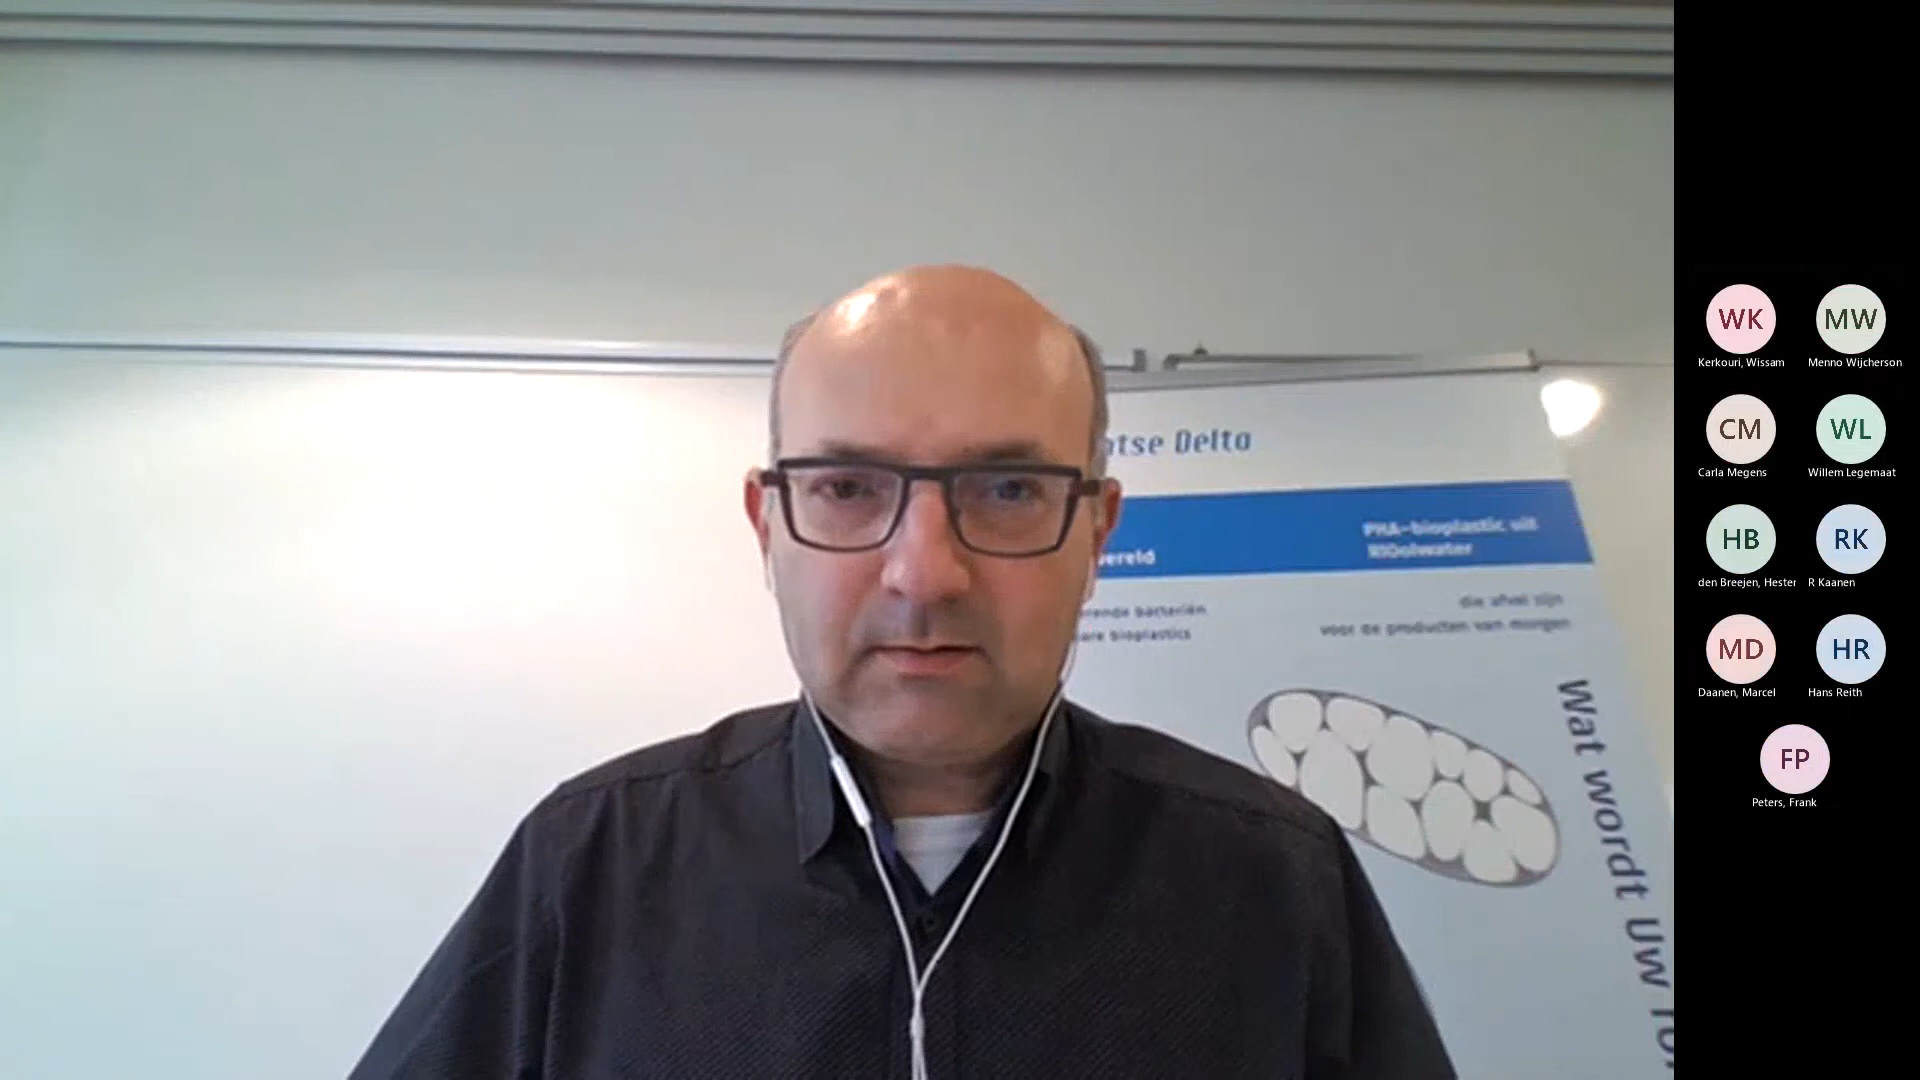 atse Delta
PHA-bioplastic uit
RIOolwater
wereld
die afval zijn
voor de producten van morgen
rende bacteriën
are bioplastics
Wat wordt Uw
WK
MW
Kerkouri, Wissam
Menno Wijcherson
CM
WL
Carla Megens
Willem Legemaat
HB
RK
den Breejen, Hester
R Kaanen
MD
HR
Daanen, Marcel
Hans Reith
FP
Peters, Frank